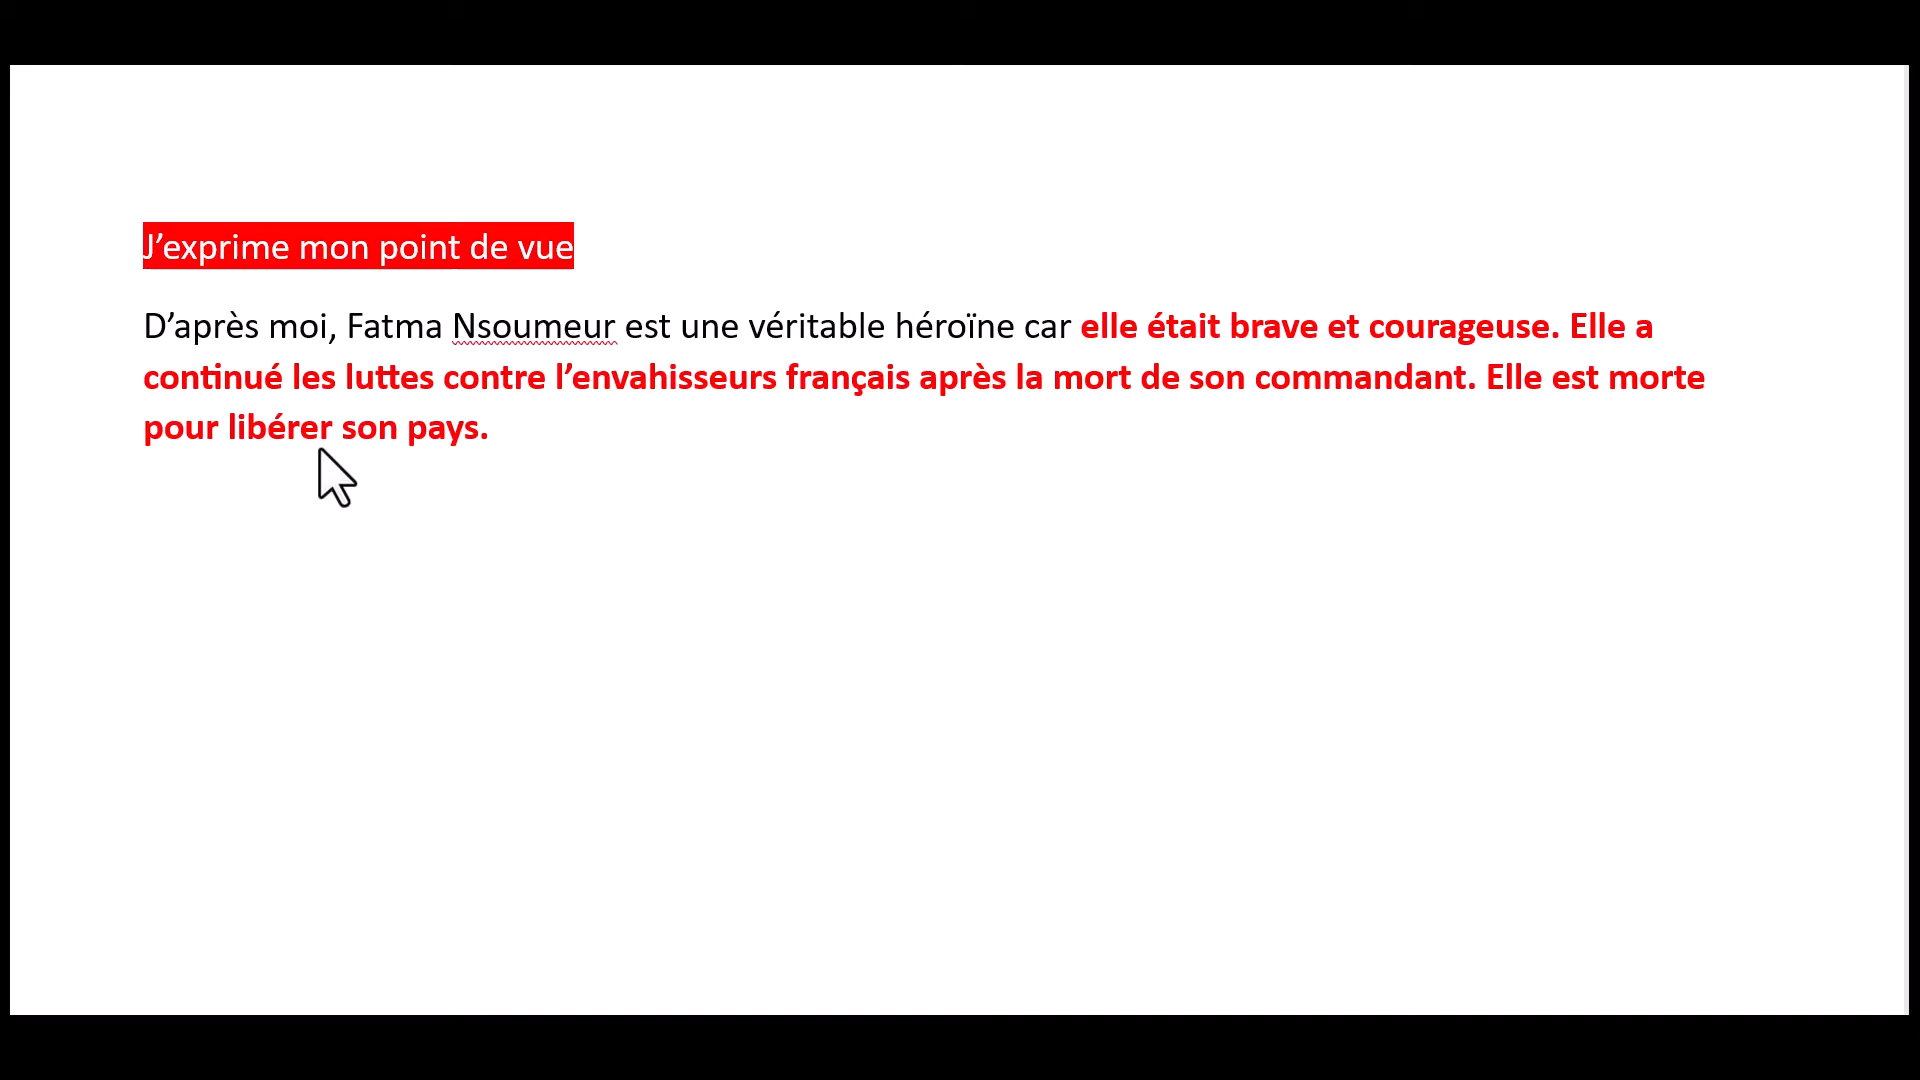 J’exprime mon point de vue
D’après moi, Fatma Nsoumeur est une véritable héroïne car elle était brave et courageuse. Elle a
continué les luttes contre l’envahisseurs français après la mort de son commandant. Elle est morte
pour libérer son pays.